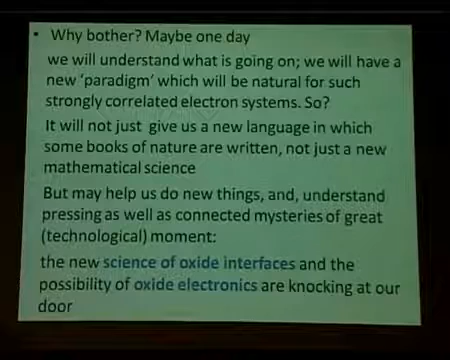 • Why bother? Maybe one day
we will understand what is going on; we will have a
new 'paradigm' which will be natural for such
strongly correlated electron systems. So?
It will not just give us a new language in which
some books of nature are written, not just a new
mathematical science
But may help us do new things, and, understand
pressing as well as connected mysteries of great
(technological) moment:
the new science of oxide interfaces and the
possibility of oxide electronics are knocking at our
door